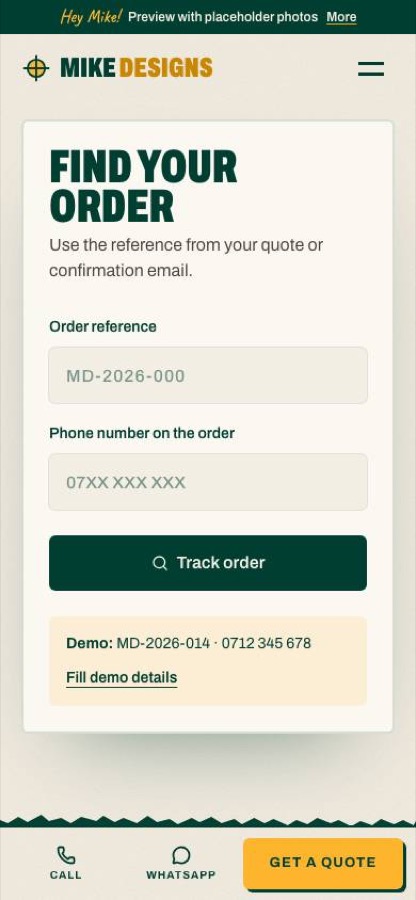 Hey Mike! Preview with placeholder photos More
MIKE DESIGNS
FIND YOUR
ORDER
Use the reference from your quote or
confirmation email.
Order reference
MD-2026-000
Phone number on the order
07XX XXX XXX
Track order
Demo: MD-2026-014 · 0712 345 678
Fill demo details
CALL WHATSAPP GET A QUOTE